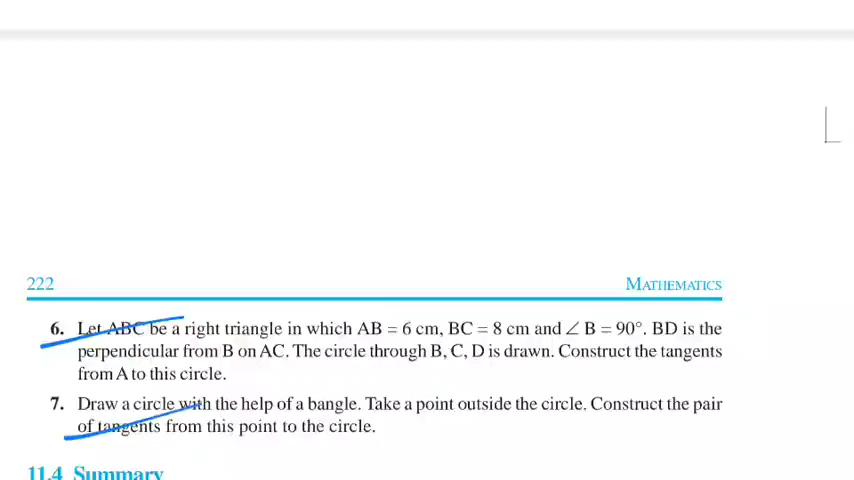 222 MATHEMATICS
6. Let ABC be a right triangle in which AB = 6 cm, BC = 8 cm and ∠ B = 90°. BD is the
perpendicular from B on AC. The circle through B, C, D is drawn. Construct the tangents
from A to this circle.
7. Draw a circle with the help of a bangle. Take a point outside the circle. Construct the pair
of tangents from this point to the circle.
11.4 Summary